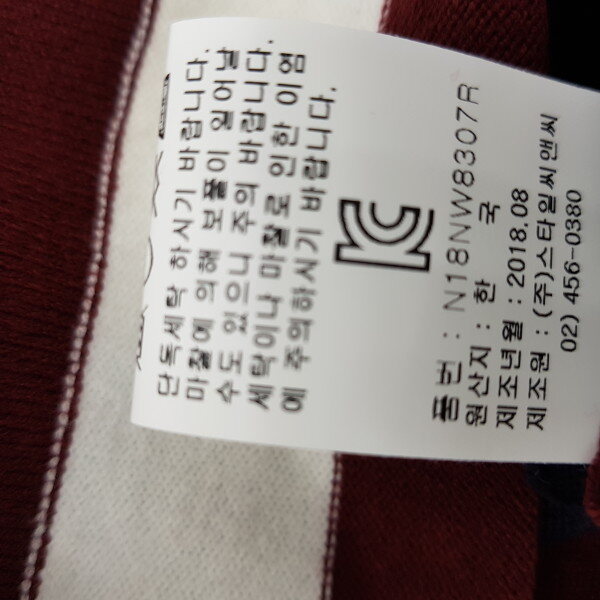 단독세탁 하시기 바랍니다.
마찰에 의해 보풀이 일어날
수도 있으니 주의 바랍니다.
세탁이나 마찰로 인한 이염
에 주의하시기 바랍니다.
품번 : N18NW8307R
원산지 : 한 국
제조년월 : 2018.08
제조원 : (주)스타일씨앤씨
02) 456-0380